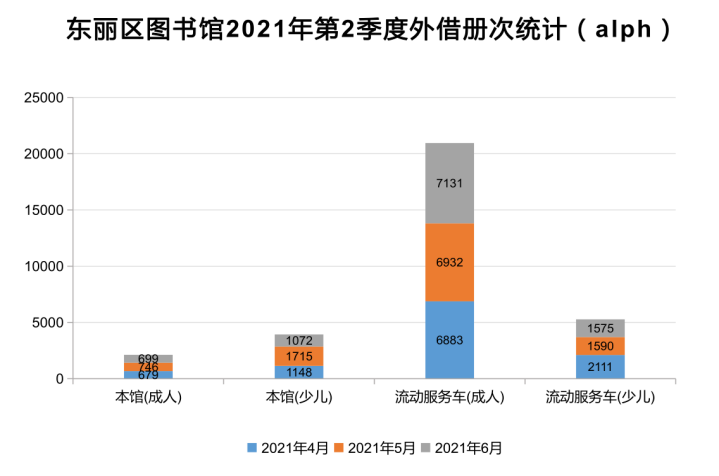 东丽区图书馆2021年第2季度外借册次统计（alph）
25000
20000
15000
10000
5000
0
699
746
679
1072
1715
1148
7131
6932
6883
1575
1590
2111
本馆(成人)
本馆(少儿)
流动服务车(成人)
流动服务车(少儿)
2021年4月
2021年5月
2021年6月